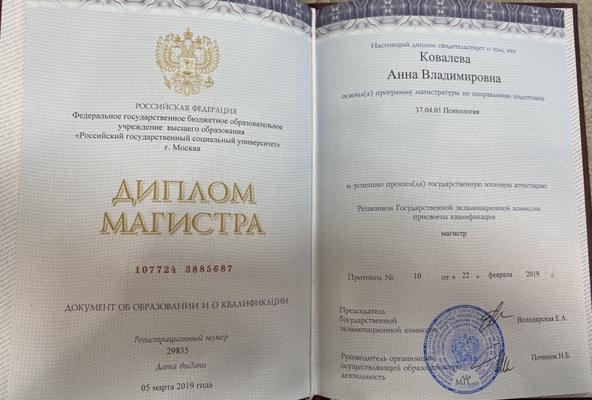 РОССИЙСКАЯ ФЕДЕРАЦИЯ
Федеральное государственное бюджетное образовательное
учреждение высшего образования
«Российский государственный социальный университет»
г. Москва
ДИПЛОМ
МАГИСТРА
107724 3885687
ДОКУМЕНТ ОБ ОБРАЗОВАНИИ И О КВАЛИФИКАЦИИ
Регистрационный номер
29835
Дата выдачи
05 марта 2019 года
Настоящий диплом свидетельствует о том, что
Ковалева
Анна Владимировна
освоил(а) программу магистратуры по направлению подготовки
37.04.01 Психология
и успешно прошел(ла) государственную итоговую аттестацию
Решением Государственной экзаменационной комиссии
присвоена квалификация
магистр
Протокол № 10 от « 22 » февраля 2019 г.
Председатель
Государственной
экзаменационной комиссии Володарская Е.А.
Руководитель организации,
осуществляющей образовательную Починок Н.Б.
деятельность
М.П.